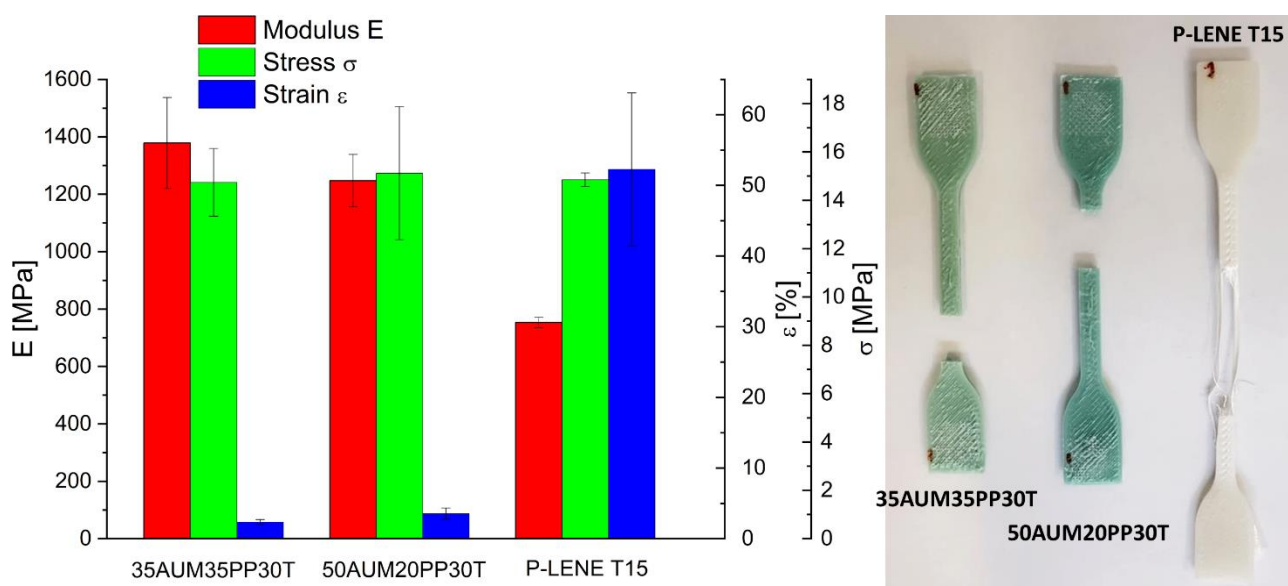 Modulus E
Stress σ
Strain ε
1600
1400
1200
1000
800
600
400
200
0
E [MPa]
35AUM35PP30T
50AUM20PP30T
P-LENE T15
60
50
40
30
20
10
0
ε [%]
18
16
14
12
10
8
6
4
2
0
σ [MPa]
P-LENE T15
35AUM35PP30T
50AUM20PP30T